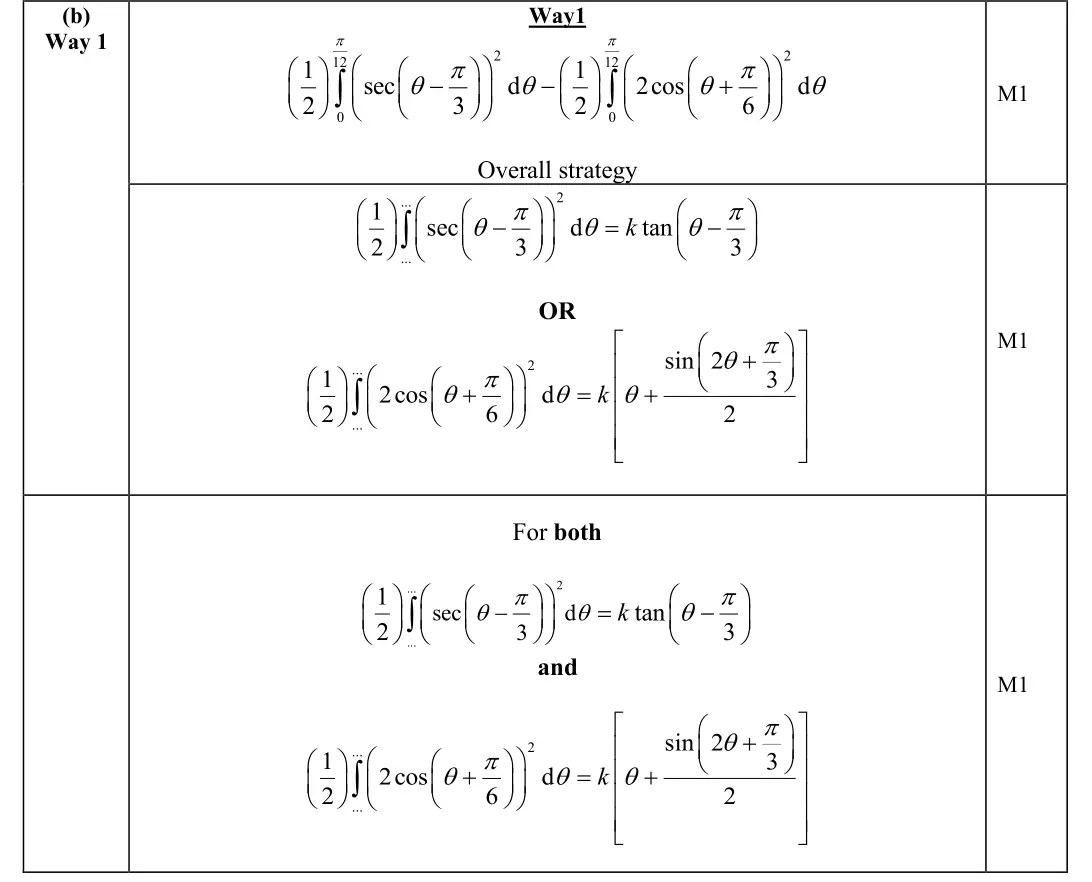 (b)
Way 1
Way1
(1/2) ∫₀^{π/12} (sec(θ − π/3))² dθ − (1/2) ∫₀^{π/12} (2cos(θ + π/6))² dθ
M1
Overall strategy
(1/2) ∫_{...}^{...} (sec(θ − π/3))² dθ = k tan(θ − π/3)
OR
(1/2) ∫_{...}^{...} (2cos(θ + π/6))² dθ = k[θ + sin(2θ + π/3)/2]
M1
For both
(1/2) ∫_{...}^{...} (sec(θ − π/3))² dθ = k tan(θ − π/3)
and
(1/2) ∫_{...}^{...} (2cos(θ + π/6))² dθ = k[θ + sin(2θ + π/3)/2]
M1